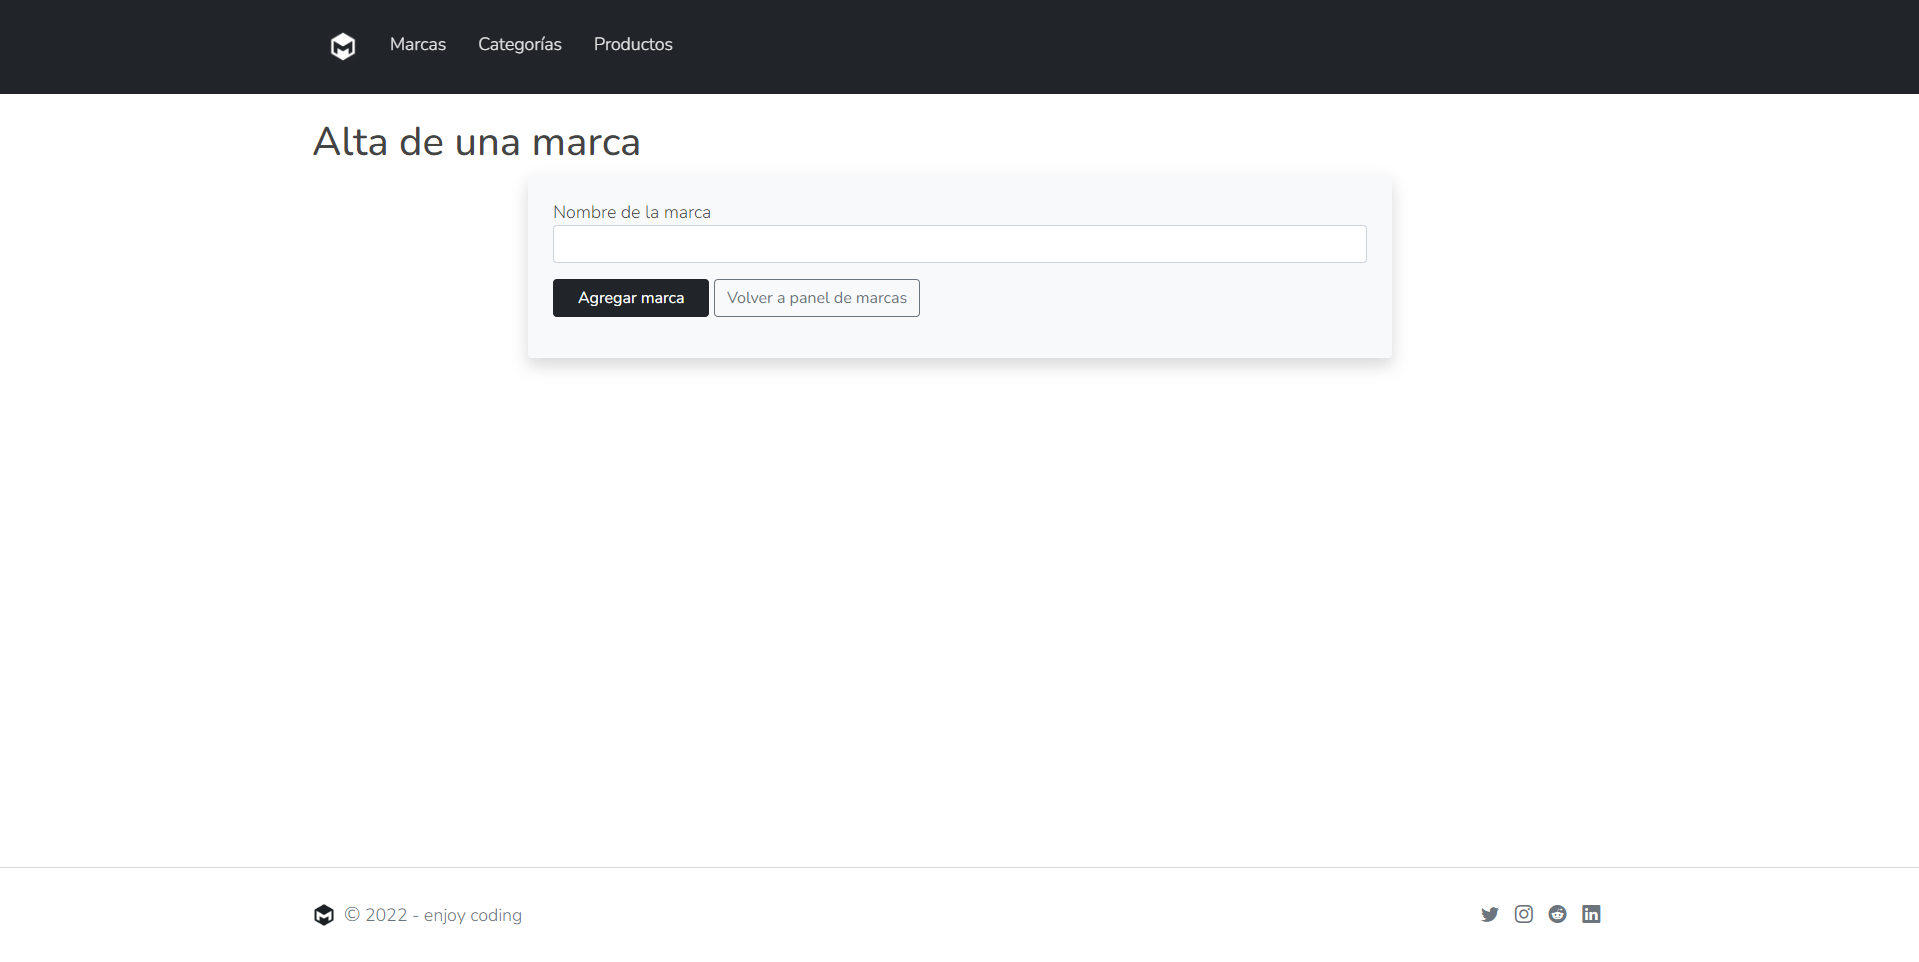 Marcas Categorías Productos
Alta de una marca
Nombre de la marca
Agregar marca Volver a panel de marcas
© 2022 - enjoy coding